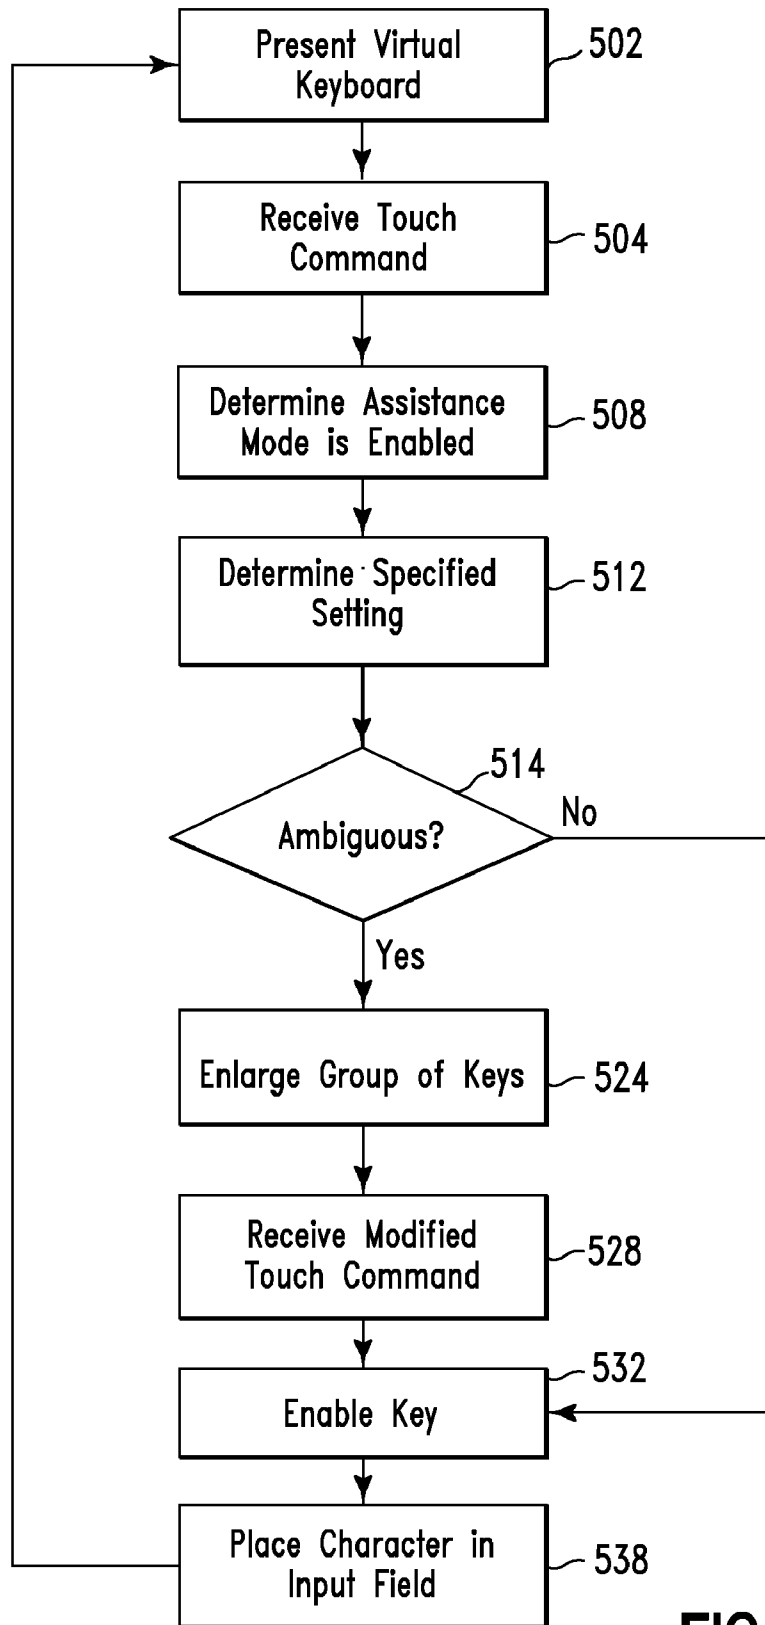 Present Virtual
Keyboard
502
Receive Touch
Command
504
Determine Assistance
Mode is Enabled
508
Determine Specified
Setting
512
514
Ambiguous?
No
Yes
Enlarge Group of Keys
524
Receive Modified
Touch Command
528
532
Enable Key
Place Character in
Input Field
538
FIG